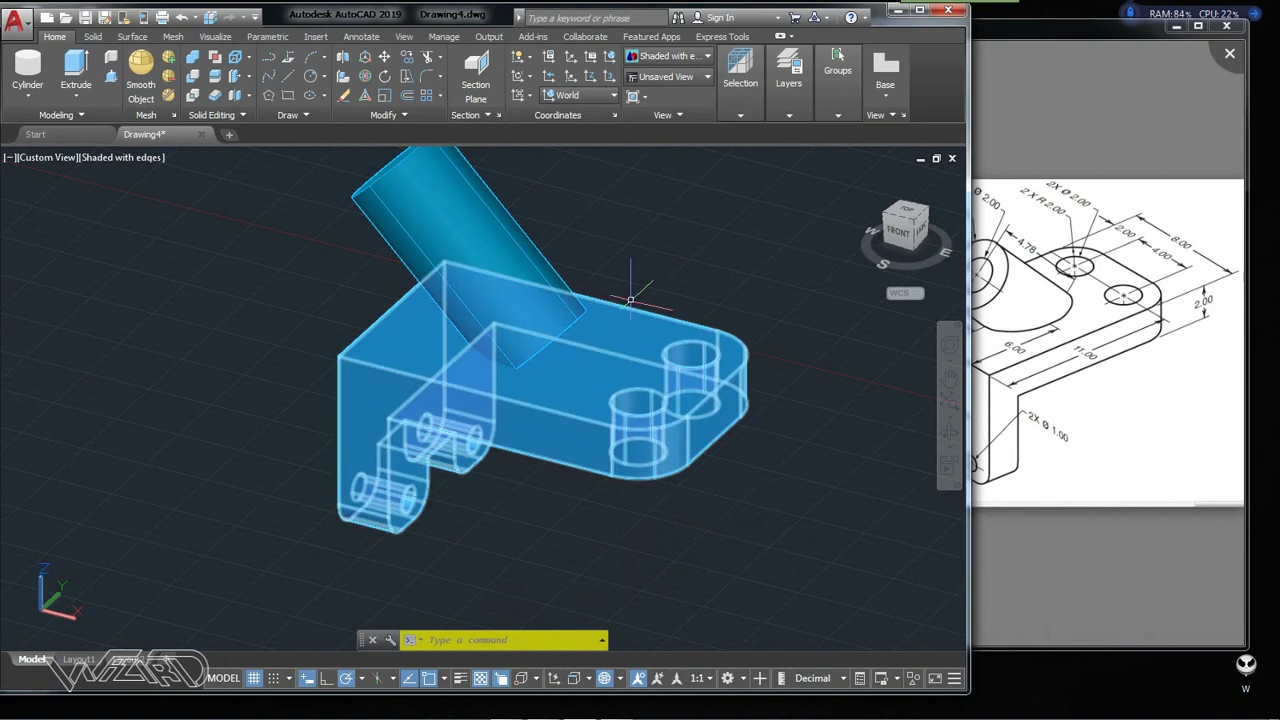 RAM:84% CPU:22%
Autodesk AutoCAD 2019 Drawing4.dwg
Type a keyword or phrase
Sign In
Home Solid Surface Mesh Visualize Parametric Insert Annotate View Manage Output Add-ins Collaborate Featured Apps Express Tools
Shaded with e...
Unsaved View
World
Cylinder
Extrude
Smooth
Object
Section
Plane
Selection
Layers
Groups
Base
Modeling
Mesh
Solid Editing
Draw
Modify
Section
Coordinates
View
View
Start
Drawing4*
[−][Custom View][Shaded with edges]
TOP
FRONT
W
S
E
WCS
Ø 2.00
2X R2.00
2X Ø 2.00
4.78
2.00
4.00
8.00
2.00
6.00
11.00
2X Ø 1.00
Z
Y
X
Type a command
Model
Layout1
WIZARD
MODEL
1:1
Decimal
W